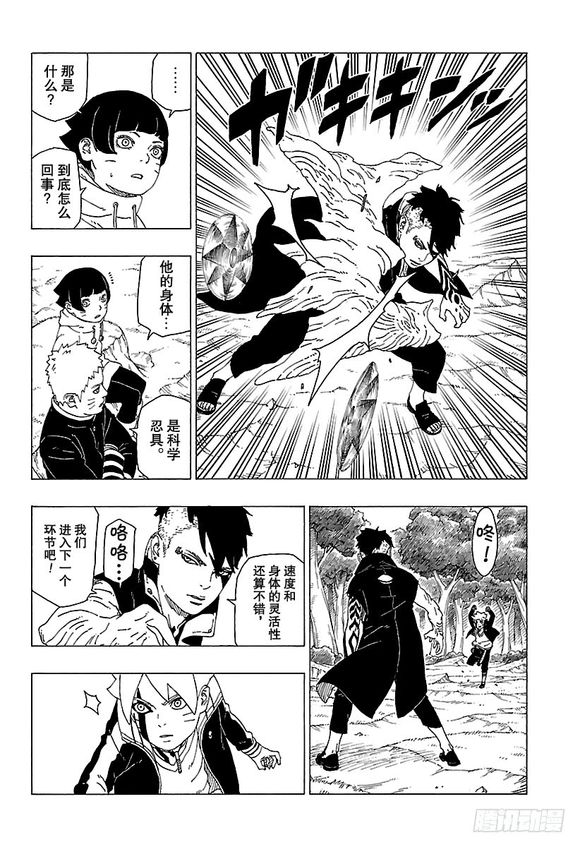 ガキキンッ
……
那是
什么？
到底怎么
回事？
他的身体…
是科学
忍具。
咚！
速度和
身体的灵活性
还算不错，
咯咯…
我们
进入下一个
环节吧！
腾讯动漫